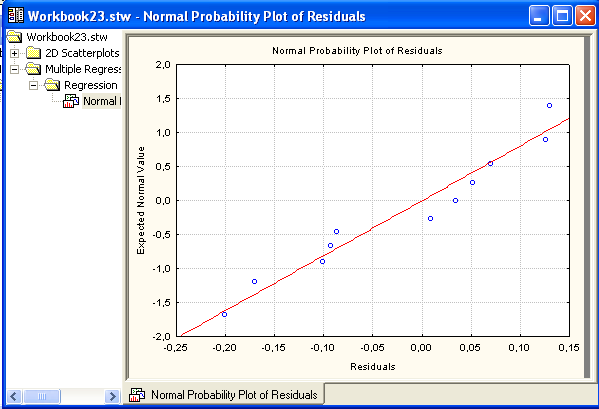 Workbook23.stw - Normal Probability Plot of Residuals
Workbook23.stw
2D Scatterplots
Multiple Regress
Regression
Normal
Normal Probability Plot of Residuals
2,0
1,5
1,0
0,5
0,0
-0,5
-1,0
-1,5
-2,0
Expected Normal Value
-0,25 -0,20 -0,15 -0,10 -0,05 0,00 0,05 0,10 0,15
Residuals
Normal Probability Plot of Residuals